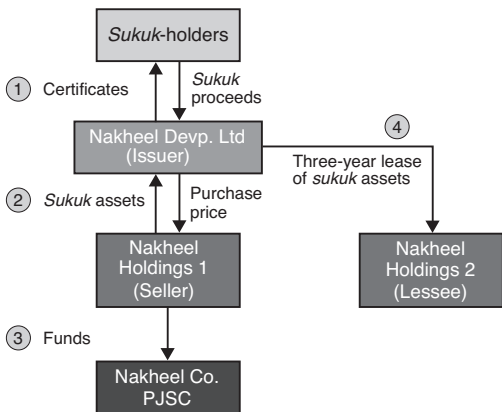 Sukuk-holders
1 Certificates
Sukuk
proceeds
Nakheel Devp. Ltd
(Issuer)
4
Three-year lease
of sukuk assets
2 Sukuk assets
Purchase
price
Nakheel
Holdings 1
(Seller)
Nakheel
Holdings 2
(Lessee)
3 Funds
Nakheel Co.
PJSC